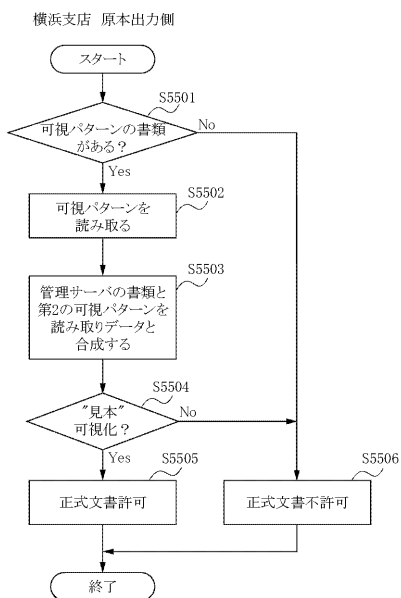 横浜支店 原本出力側
スタート
S5501
可視パターンの書類
がある?
No
Yes
S5502
可視パターンを
読み取る
S5503
管理サーバの書類と
第2の可視パターンを
読み取りデータと
合成する
S5504
"見本"
可視化?
No
Yes
S5505
正式文書許可
S5506
正式文書不許可
終了